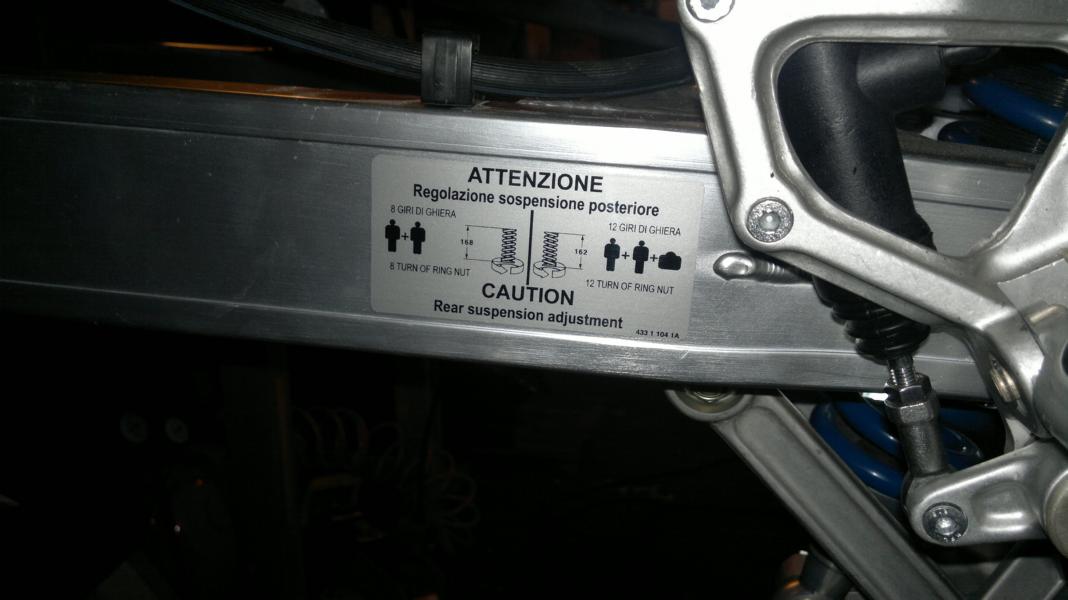 ATTENZIONE
Regolazione sospensione posteriore
8 GIRI DI GHIERA
168
8 TURN OF RING NUT
12 GIRI DI GHIERA
162
12 TURN OF RING NUT
CAUTION
Rear suspension adjustment
433 1 104 1A